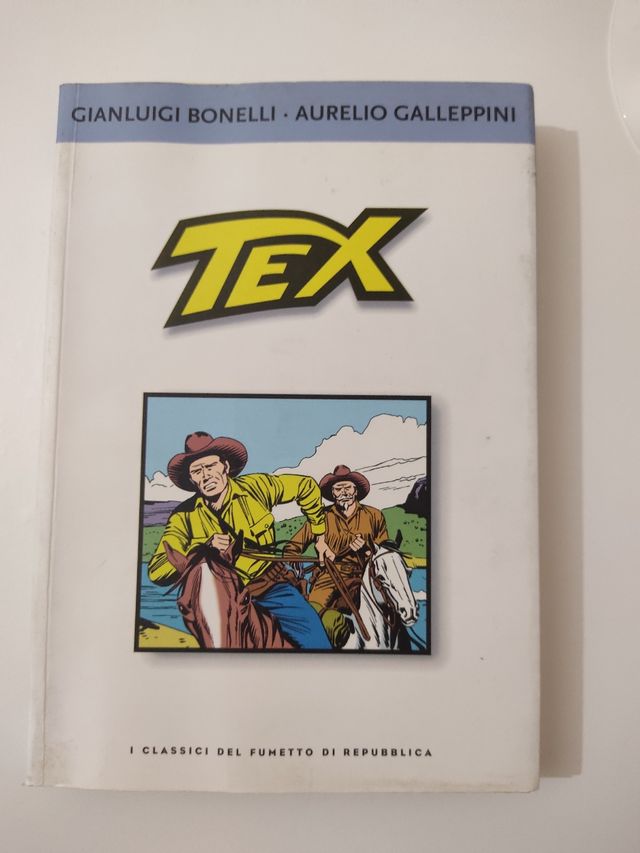 GIANLUIGI BONELLI · AURELIO GALLEPPINI
TEX
I CLASSICI DEL FUMETTO DI REPUBBLICA